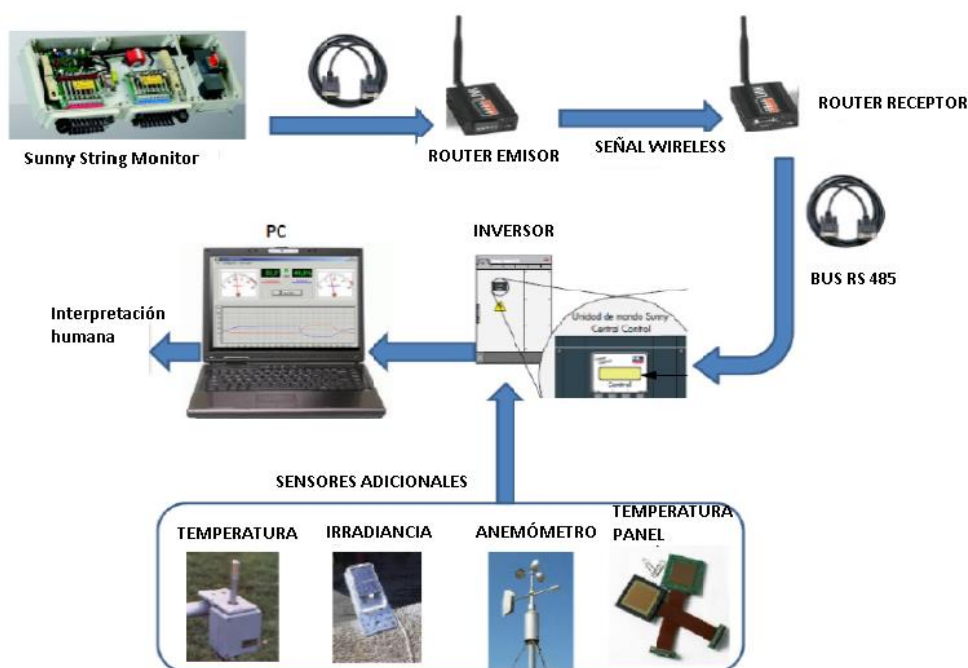 Sunny String Monitor
ROUTER EMISOR
SEÑAL WIRELESS
ROUTER RECEPTOR
BUS RS 485
INVERSOR
Unidad de mando Sunny
Central Control
Control
PC
Interpretación
humana
SENSORES ADICIONALES
TEMPERATURA
IRRADIANCIA
ANEMÓMETRO
TEMPERATURA
PANEL